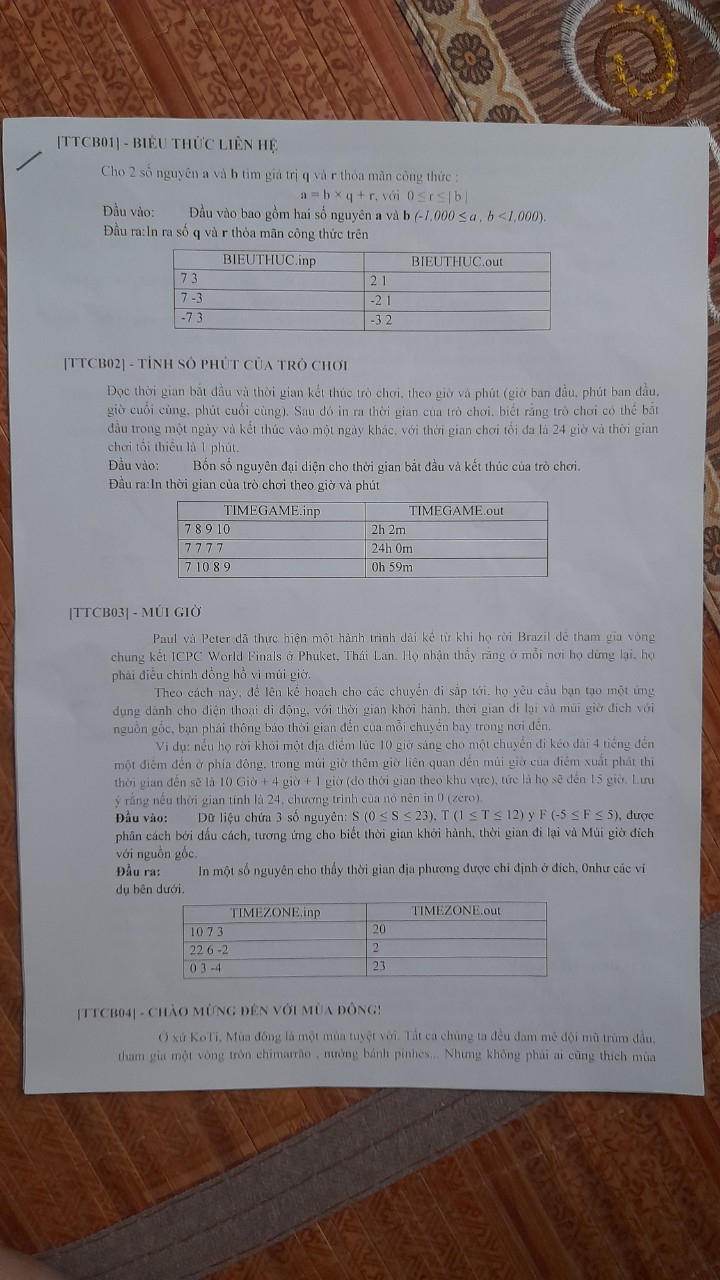 [TTCB01] - BIỂU THỨC LIÊN HỆ
Cho 2 số nguyên a và b tìm giá trị q và r thỏa mãn công thức :
a = b × q + r, với 0 ≤ r ≤ | b |
Đầu vào: Đầu vào bao gồm hai số nguyên a và b (-1,000 ≤ a , b <1,000).
Đầu ra:In ra số q và r thỏa mãn công thức trên
BIEUTHUC.inp BIEUTHUC.out
7 3 2 1
7 -3 -2 1
-7 3 -3 2
[TTCB02] - TÍNH SỐ PHÚT CỦA TRÒ CHƠI
Đọc thời gian bắt đầu và thời gian kết thúc trò chơi, theo giờ và phút (giờ ban đầu, phút ban đầu,
giờ cuối cùng, phút cuối cùng). Sau đó in ra thời gian của trò chơi, biết rằng trò chơi có thể bắt
đầu trong một ngày và kết thúc vào một ngày khác, với thời gian chơi tối đa là 24 giờ và thời gian
chơi tối thiểu là 1 phút.
Đầu vào: Bốn số nguyên đại diện cho thời gian bắt đầu và kết thúc của trò chơi.
Đầu ra:In thời gian của trò chơi theo giờ và phút
TIMEGAME.inp TIMEGAME.out
7 8 9 10 2h 2m
7 7 7 7 24h 0m
7 10 8 9 0h 59m
[TTCB03] - MÚI GIỜ
Paul và Peter đã thực hiện một hành trình dài kể từ khi họ rời Brazil để tham gia vòng
chung kết ICPC World Finals ở Phuket, Thái Lan. Họ nhận thấy rằng ở mỗi nơi họ dừng lại, họ
phải điều chỉnh đồng hồ vì múi giờ.
Theo cách này, để lên kế hoạch cho các chuyến đi sắp tới, họ yêu cầu bạn tạo một ứng
dụng dành cho điện thoại di động, với thời gian khởi hành, thời gian đi lại và múi giờ đích với
nguồn gốc, bạn phải thông báo thời gian đến của mỗi chuyến bay trong nơi đến.
Ví dụ: nếu họ rời khỏi một địa điểm lúc 10 giờ sáng cho một chuyến đi kéo dài 4 tiếng đến
một điểm đến ở phía đông, trong múi giờ thêm giờ liên quan đến múi giờ của điểm xuất phát thì
thời gian đến sẽ là 10 Giờ + 4 giờ + 1 giờ (do thời gian theo khu vực), tức là họ sẽ đến 15 giờ. Lưu
ý rằng nếu thời gian tính là 24, chương trình của nó nên in 0 (zero).
Đầu vào: Dữ liệu chứa 3 số nguyên: S (0 ≤ S ≤ 23), T (1 ≤ T ≤ 12) y F (-5 ≤ F ≤ 5), được
phân cách bởi dấu cách, tương ứng cho biết thời gian khởi hành, thời gian đi lại và Múi giờ đích
với nguồn gốc.
Đầu ra: In một số nguyên cho thấy thời gian địa phương được chỉ định ở đích, 0như các ví
dụ bên dưới.
TIMEZONE.inp TIMEZONE.out
10 7 3 20
22 6 -2 2
0 3 -4 23
[TTCB04] - CHÀO MỪNG ĐẾN VỚI MÙA ĐÔNG!
Ở xứ KoTi, Mùa đông là một mùa tuyệt vời. Tất cả chúng ta đều đam mê đội mũ trùm đầu,
tham gia một vòng tròn chimarrão , nướng bánh pinhes... Nhưng không phải ai cũng thích mùa